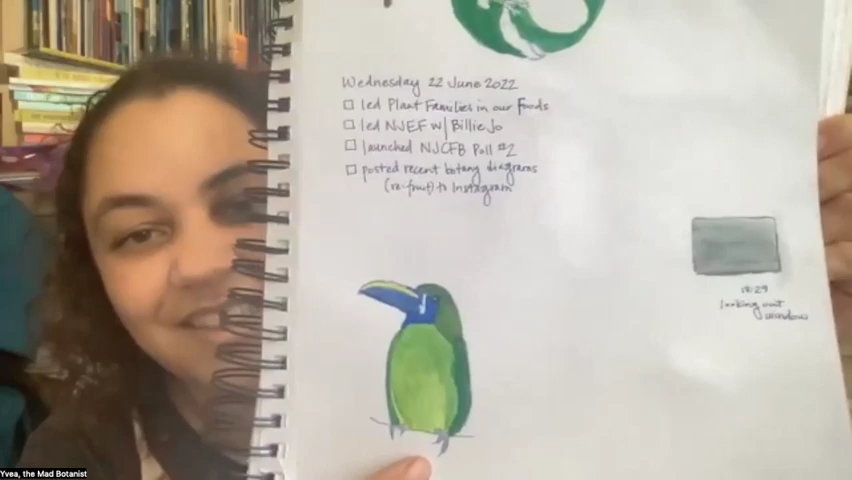 Wednesday 22 June 2022
led Plant Families in our Foods
led NJEF w/ Billie Jo
launched NJCFB Poll #2
posted recent botany diagrams
(re: fruit) to Instagram
18:29
looking out
window
Yvea, the Mad Botanist